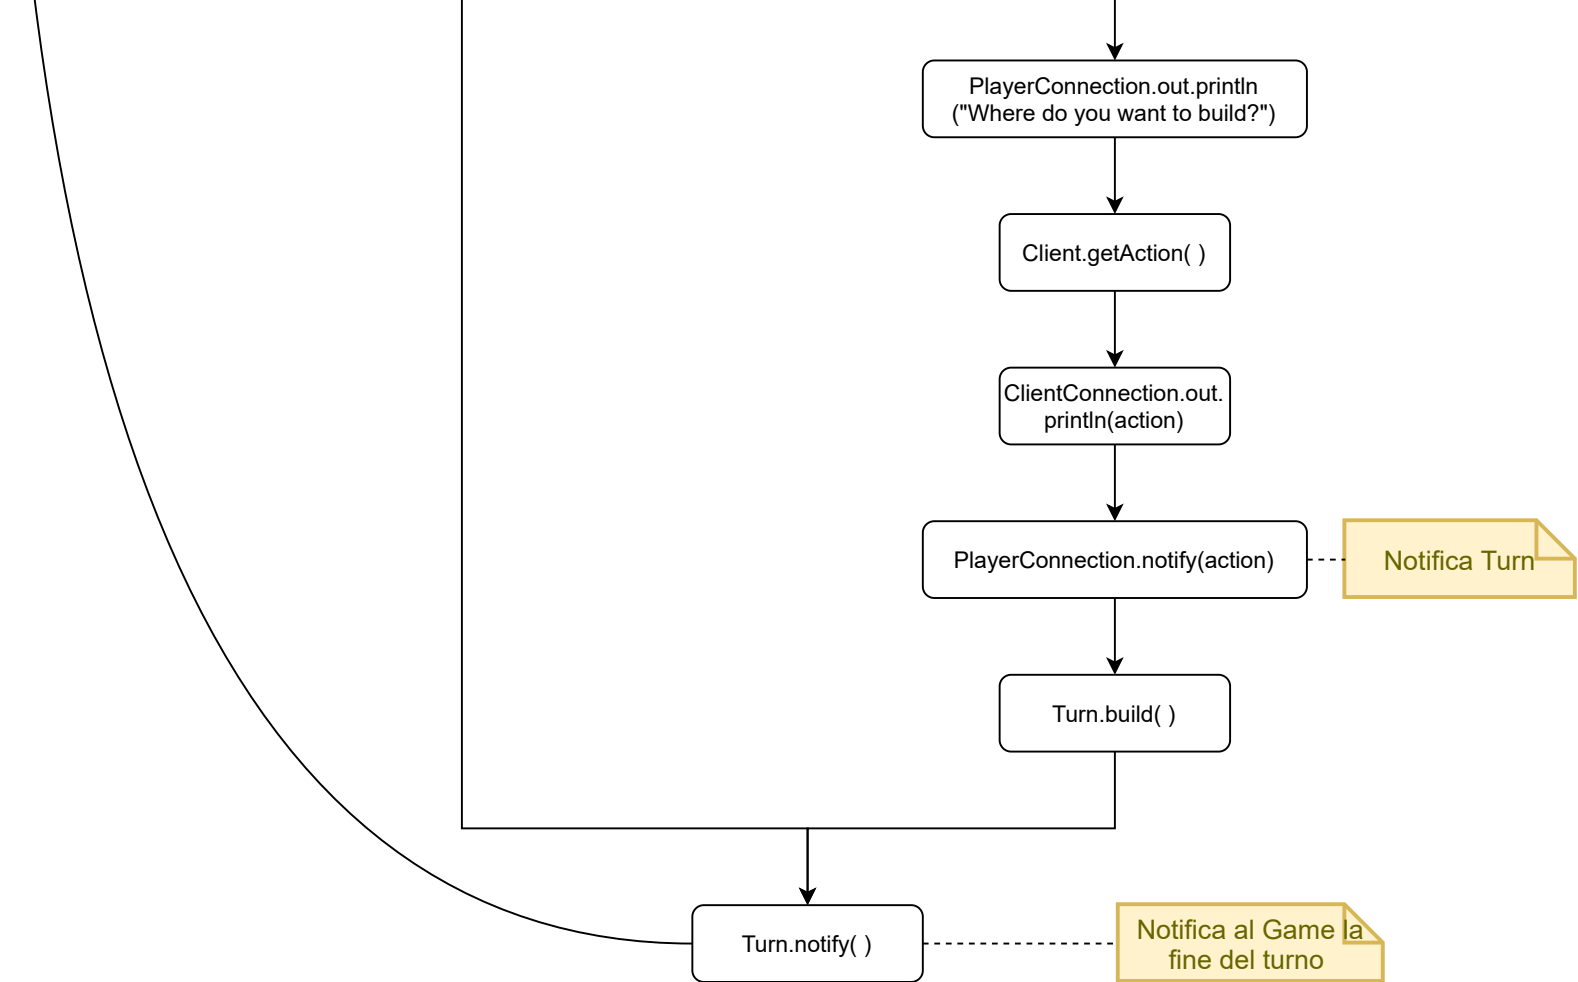 PlayerConnection.out.println
("Where do you want to build?")
Client.getAction( )
ClientConnection.out.
println(action)
PlayerConnection.notify(action)
Notifica Turn
Turn.build( )
Turn.notify( )
Notifica al Game la
fine del turno